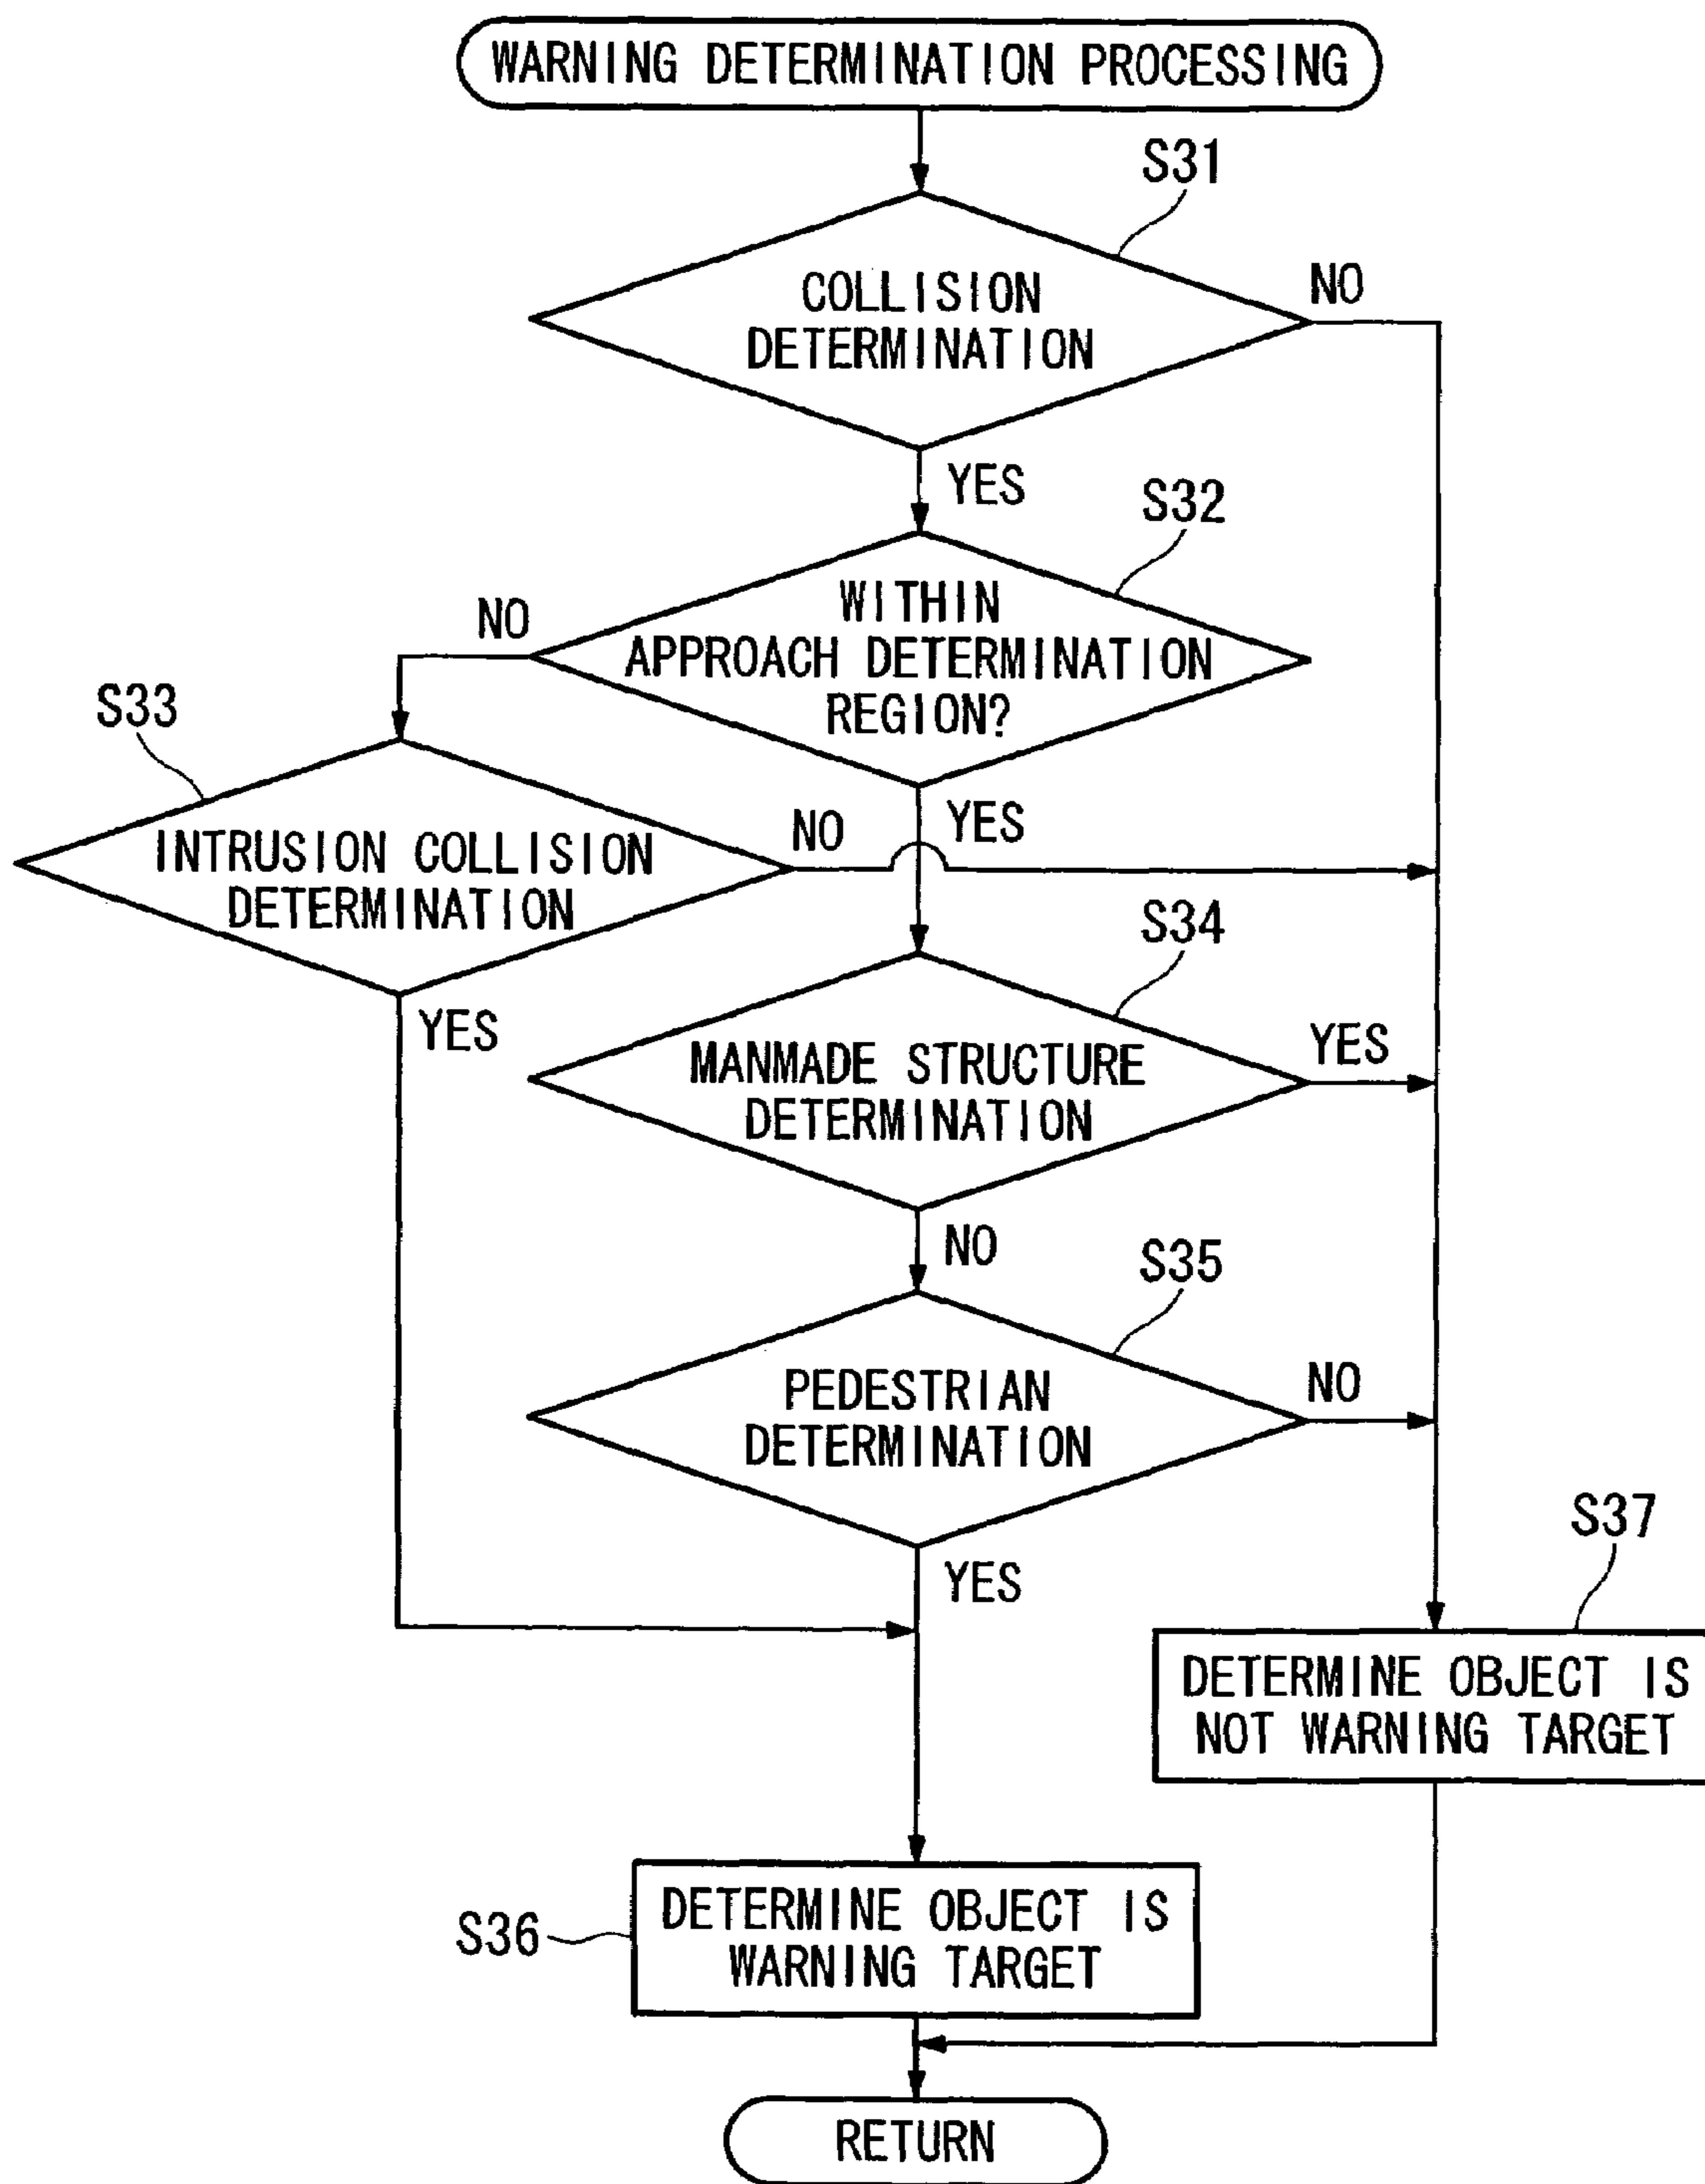 WARNING DETERMINATION PROCESSING
S31
COLLISION
DETERMINATION
NO
YES
S32
WITHIN
APPROACH DETERMINATION
REGION?
NO
YES
S33
INTRUSION COLLISION
DETERMINATION
NO
YES
S34
MANMADE STRUCTURE
DETERMINATION
YES
NO
S35
PEDESTRIAN
DETERMINATION
NO
YES
S37
DETERMINE OBJECT IS
NOT WARNING TARGET
S36
DETERMINE OBJECT IS
WARNING TARGET
RETURN